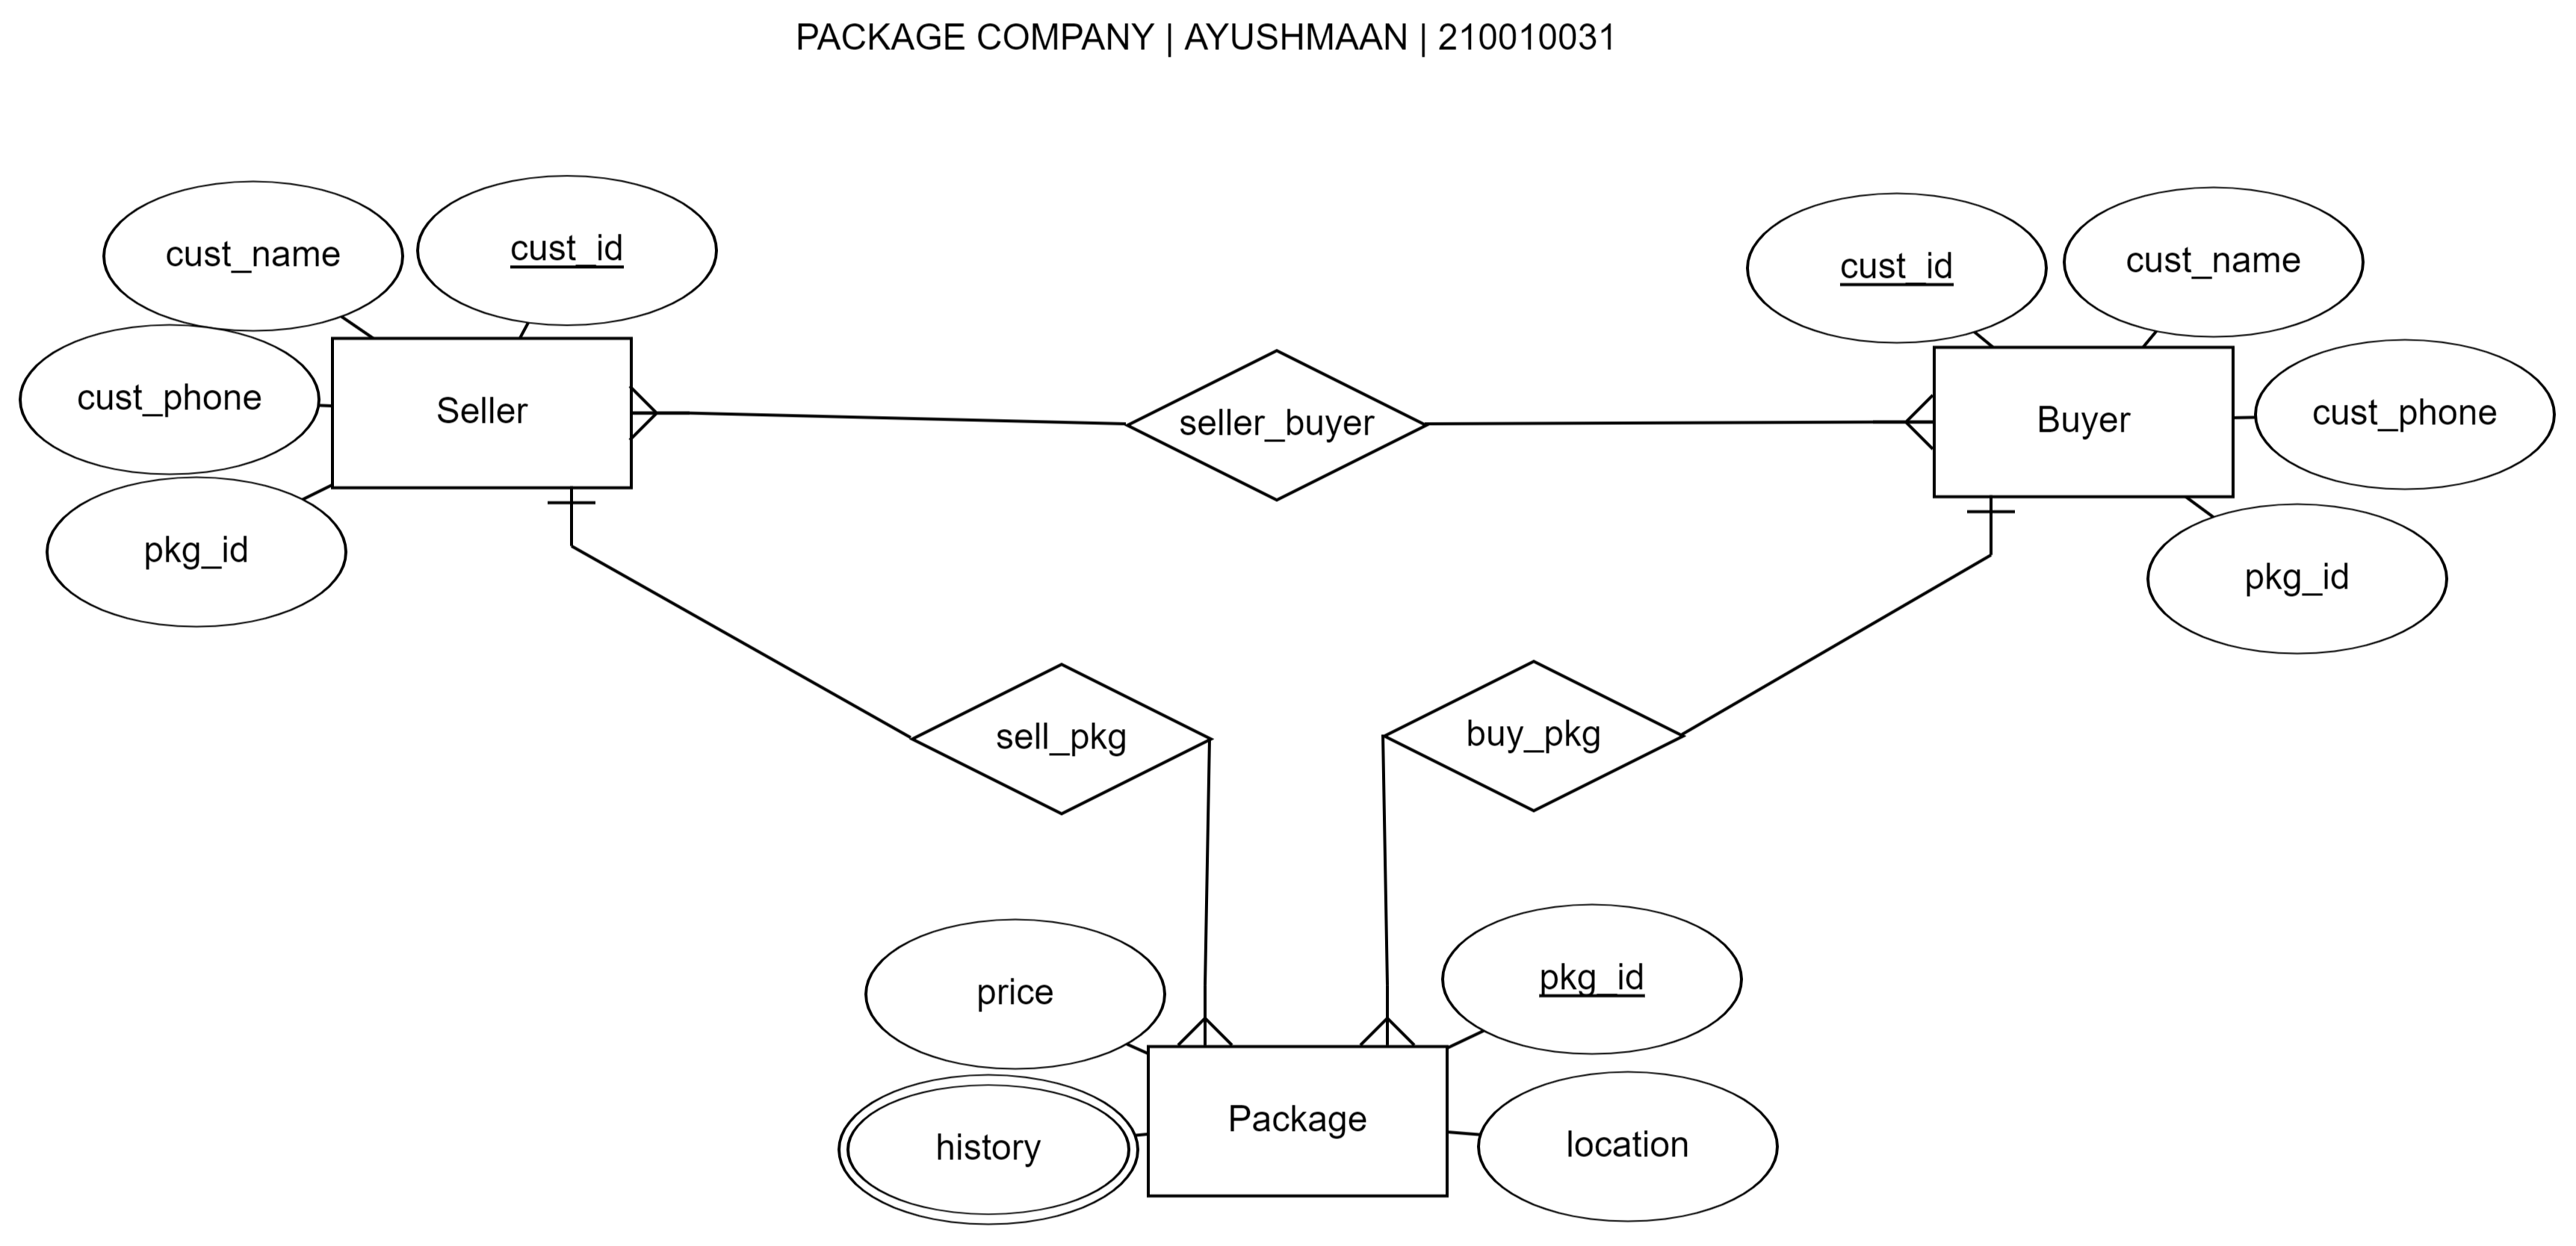 PACKAGE COMPANY | AYUSHMAAN | 210010031
cust_name
cust_id
cust_phone
Seller
pkg_id
seller_buyer
cust_id
cust_name
Buyer
cust_phone
pkg_id
sell_pkg
buy_pkg
price
pkg_id
history
Package
location